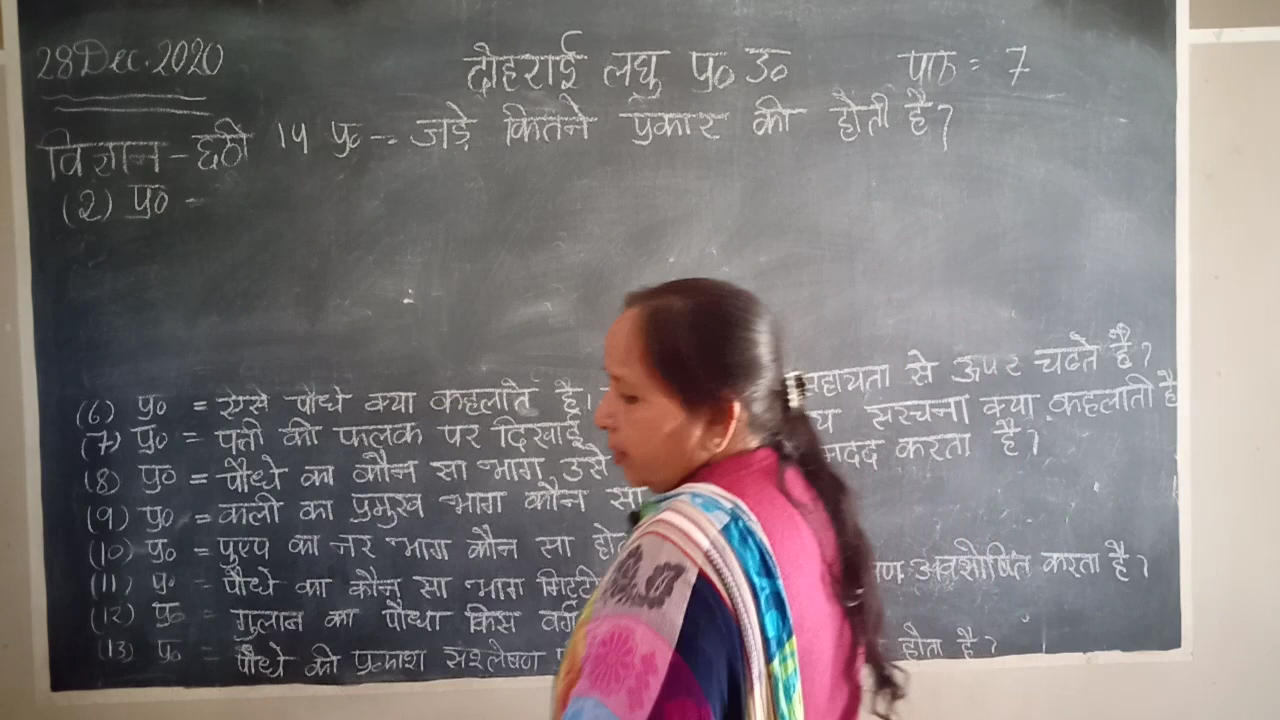 28 Dec. 2020
दोहराई लघु प्र० उ० पाठ = 7
विज्ञान - छठी 14 प्र० - जड़े कितने प्रकार की होती है?
(2) प्र० -
(6) प्र० = ऐसे पौधे क्या कहलाते है। सहायता से ऊपर चढते है?
(7) प्र० = पती की फलक पर दिखाई संरचना क्या कहलाती है
(8) प्र० = पौधे का कौन सा भाग उसे मदद करता है?
(9) प्र० = कली का प्रमुख भाग कौन सा
(10) प्र० = पुष्प का नर भाग कौन सा
(11) प्र० = पौधे का कौन सा भाग मिट्टी अवशोषित करता है?
(12) प्र० = गुलाब का पौधा किस वर्ग
(13) प्र० = पौधे की प्रकाश संश्लेषण होता है?